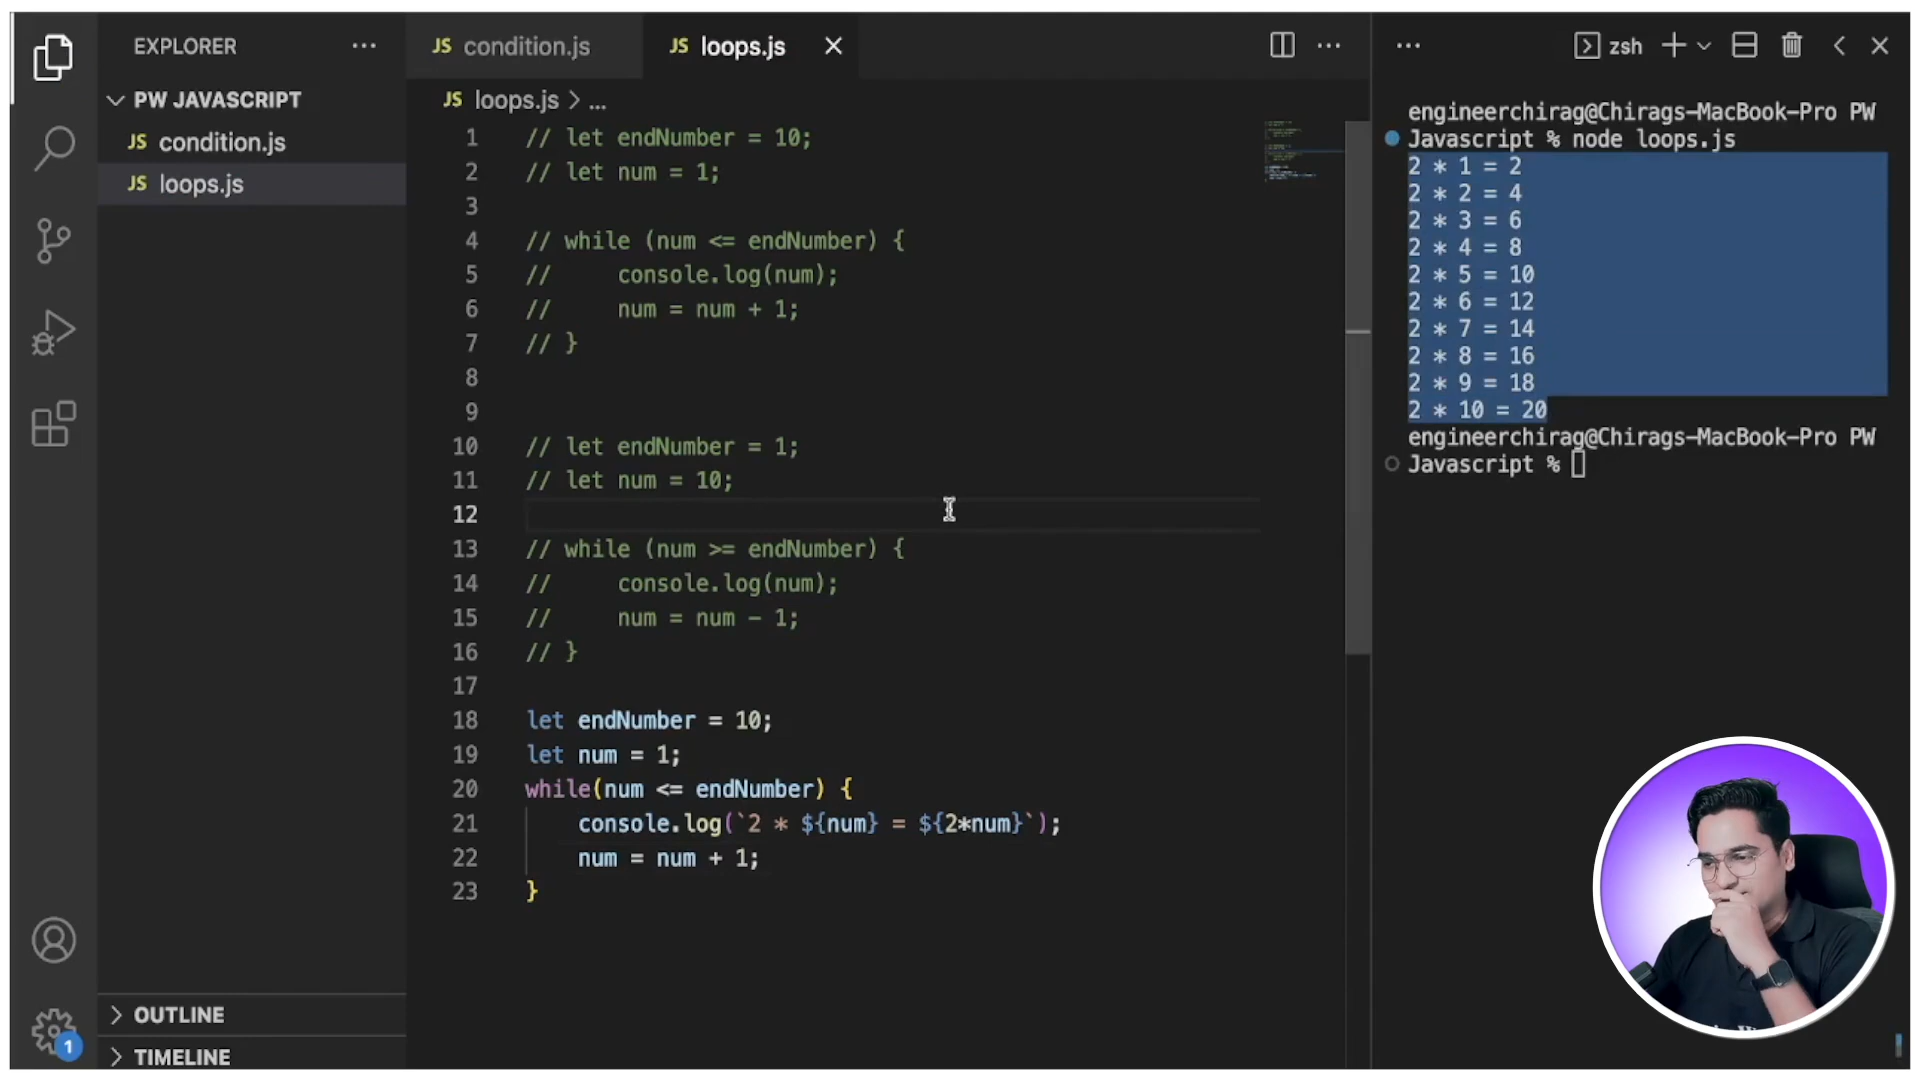 EXPLORER
PW JAVASCRIPT
JS condition.js
JS loops.js
OUTLINE
TIMELINE
1
JS condition.js
JS loops.js
JS loops.js > ...
1 // let endNumber = 10;
2 // let num = 1;
3
4 // while (num <= endNumber) {
5 //     console.log(num);
6 //     num = num + 1;
7 // }
8
9
10 // let endNumber = 1;
11 // let num = 10;
12
13 // while (num >= endNumber) {
14 //     console.log(num);
15 //     num = num - 1;
16 // }
17
18 let endNumber = 10;
19 let num = 1;
20 while(num <= endNumber) {
21     console.log(`2 * ${num} = ${2*num}`);
22     num = num + 1;
23 }
zsh
engineerchirag@Chirags-MacBook-Pro PW
Javascript % node loops.js
2 * 1 = 2
2 * 2 = 4
2 * 3 = 6
2 * 4 = 8
2 * 5 = 10
2 * 6 = 12
2 * 7 = 14
2 * 8 = 16
2 * 9 = 18
2 * 10 = 20
engineerchirag@Chirags-MacBook-Pro PW
Javascript %